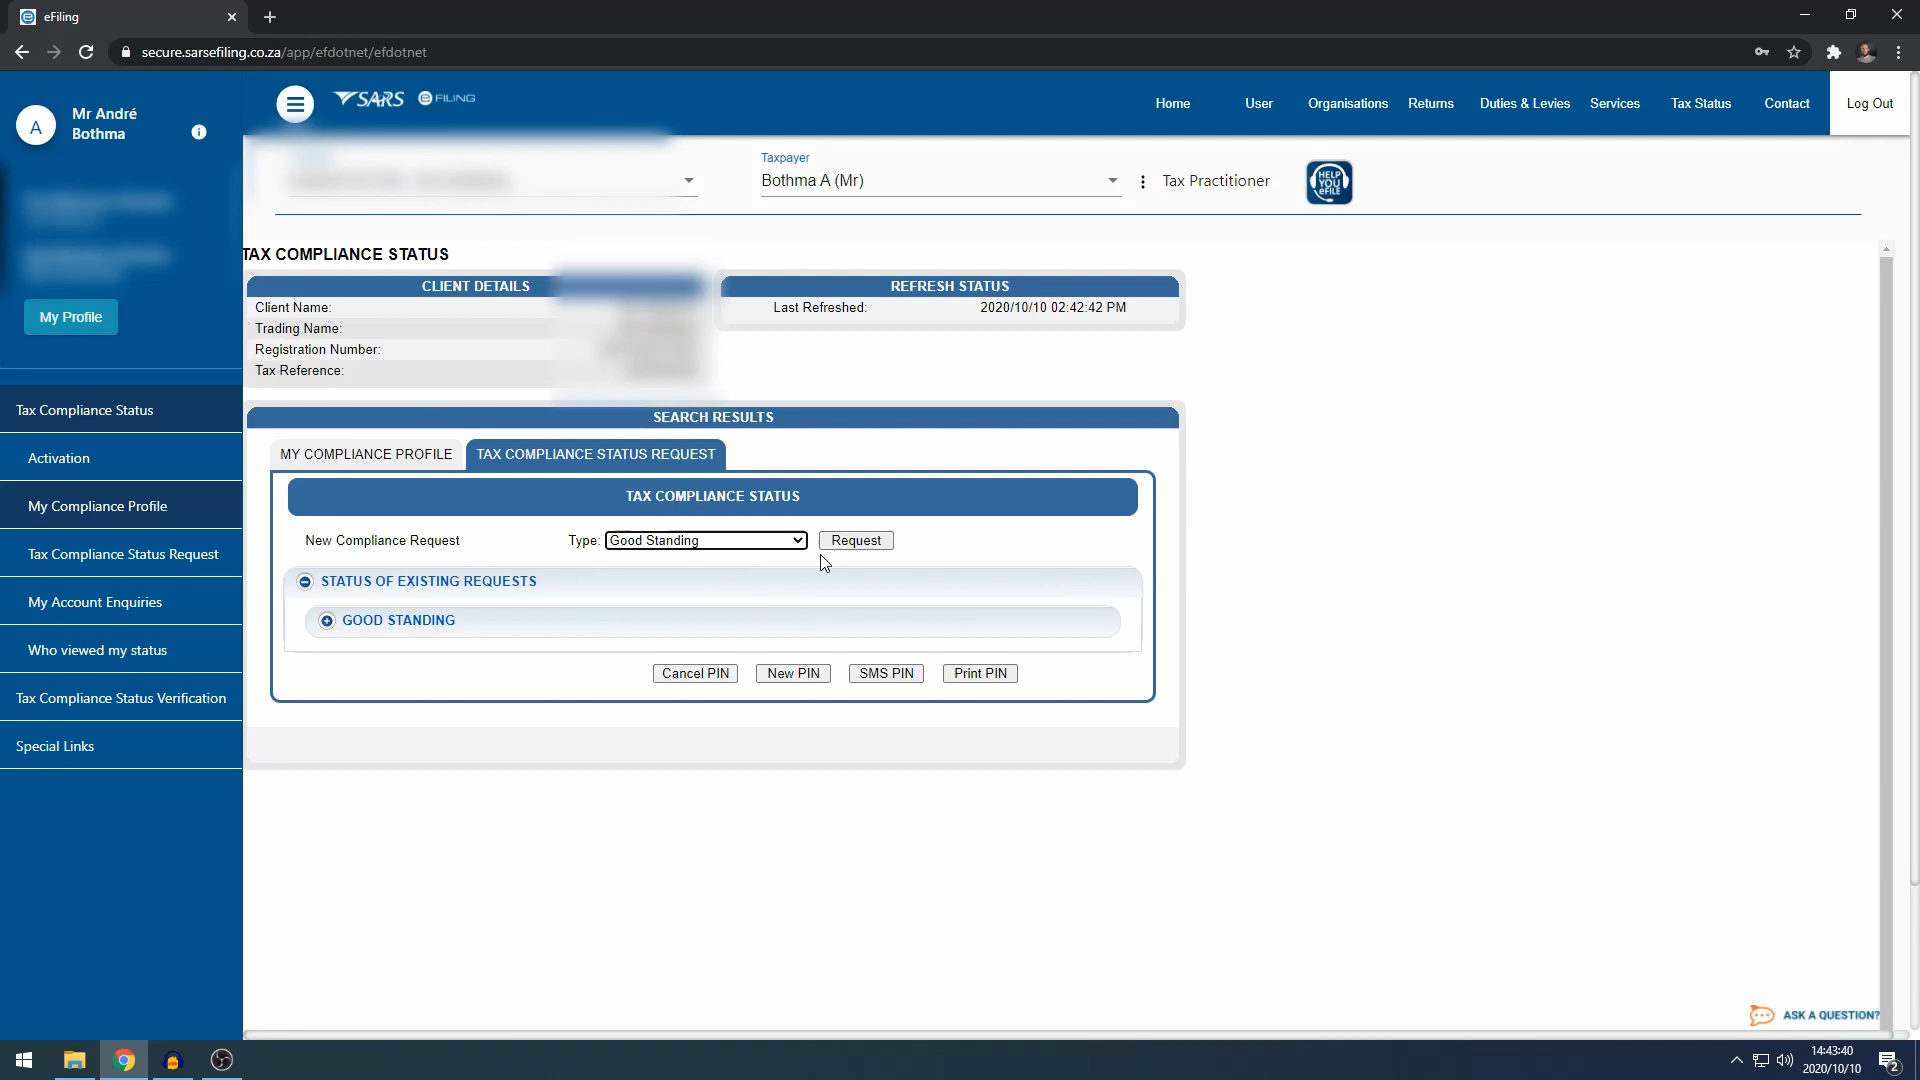 eFiling
secure.sarsefiling.co.za/app/efdotnet/efdotnet
A
Mr André
Bothma
i
My Profile
Tax Compliance Status
Activation
My Compliance Profile
Tax Compliance Status Request
My Account Enquiries
Who viewed my status
Tax Compliance Status Verification
Special Links
SARS e FILING
Home User Organisations Returns Duties & Levies Services Tax Status Contact Log Out
Taxpayer
Bothma A (Mr)
Tax Practitioner
HELP
YOU
eFILE
TAX COMPLIANCE STATUS
CLIENT DETAILS
Client Name:
Trading Name:
Registration Number:
Tax Reference:
REFRESH STATUS
Last Refreshed: 2020/10/10 02:42:42 PM
SEARCH RESULTS
MY COMPLIANCE PROFILE TAX COMPLIANCE STATUS REQUEST
TAX COMPLIANCE STATUS
New Compliance Request Type: Good Standing Request
STATUS OF EXISTING REQUESTS
GOOD STANDING
Cancel PIN New PIN SMS PIN Print PIN
ASK A QUESTION?
14:43:40
2020/10/10
2